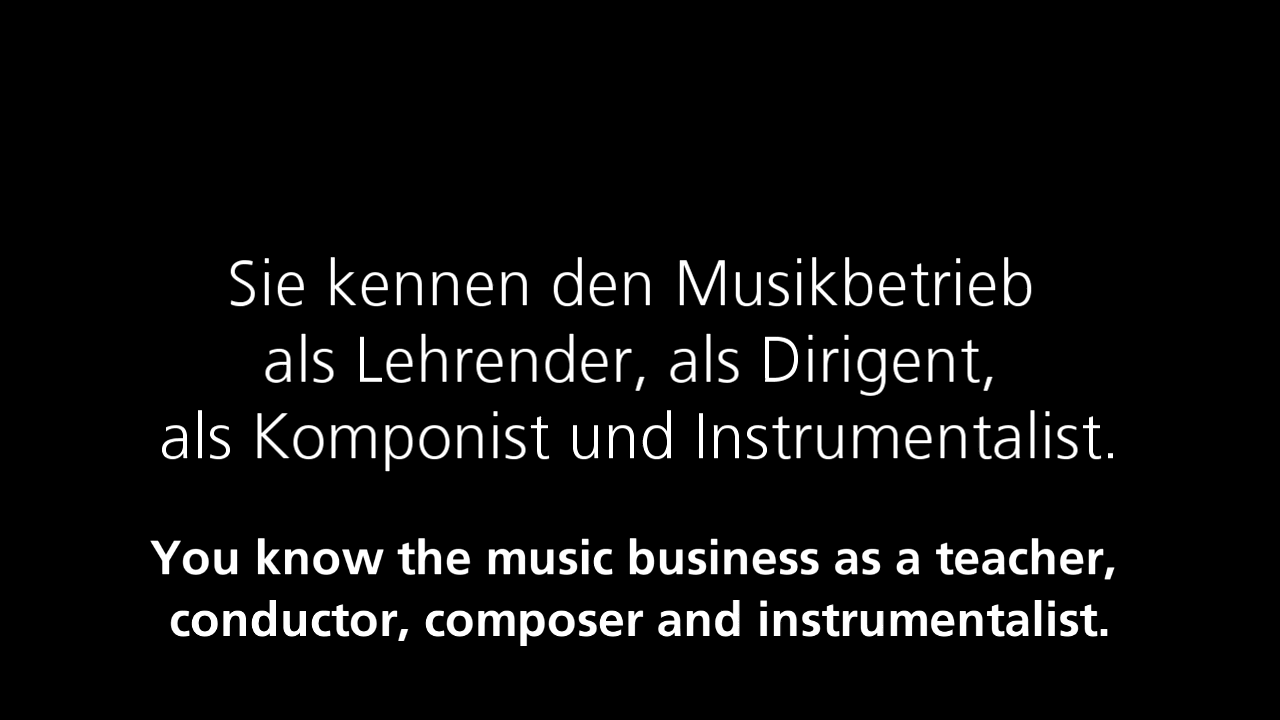 Sie kennen den Musikbetrieb
als Lehrender, als Dirigent,
als Komponist und Instrumentalist.
You know the music business as a teacher,
conductor, composer and instrumentalist.